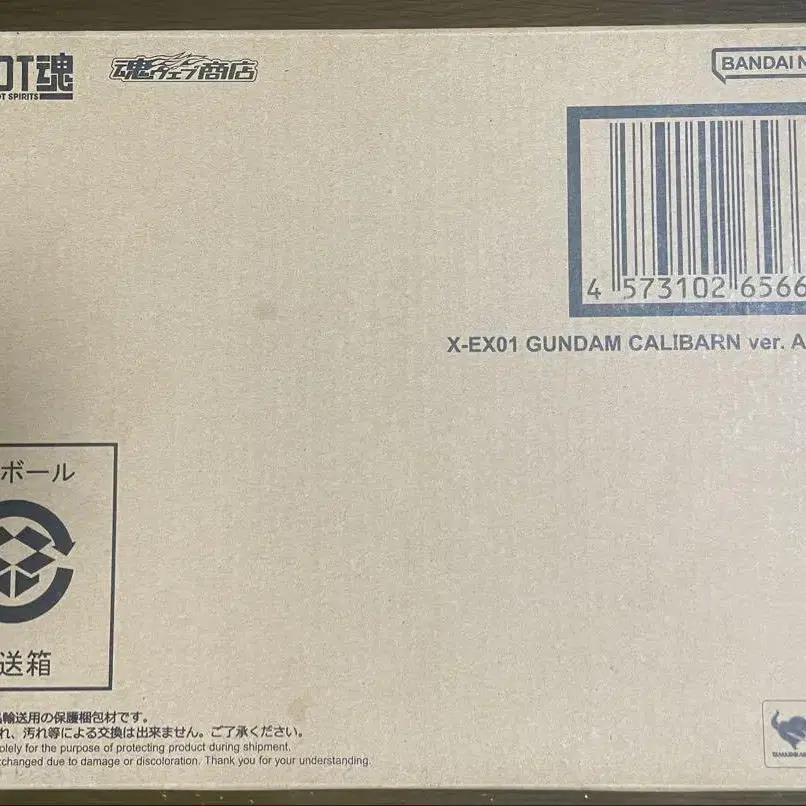 OT魂
OT SPIRITS
魂ウェブ商店
BANDAI N
4 573102 6566
X-EX01 GUNDAM CALIBARN ver. A
ボール
送箱
輸送用の保護梱包材です。
れ、汚れ等による交換は出来ません。ご了承ください。
olely for the purpose of protecting product during shipment.
changed due to damage or discoloration. Thank you for your understanding.